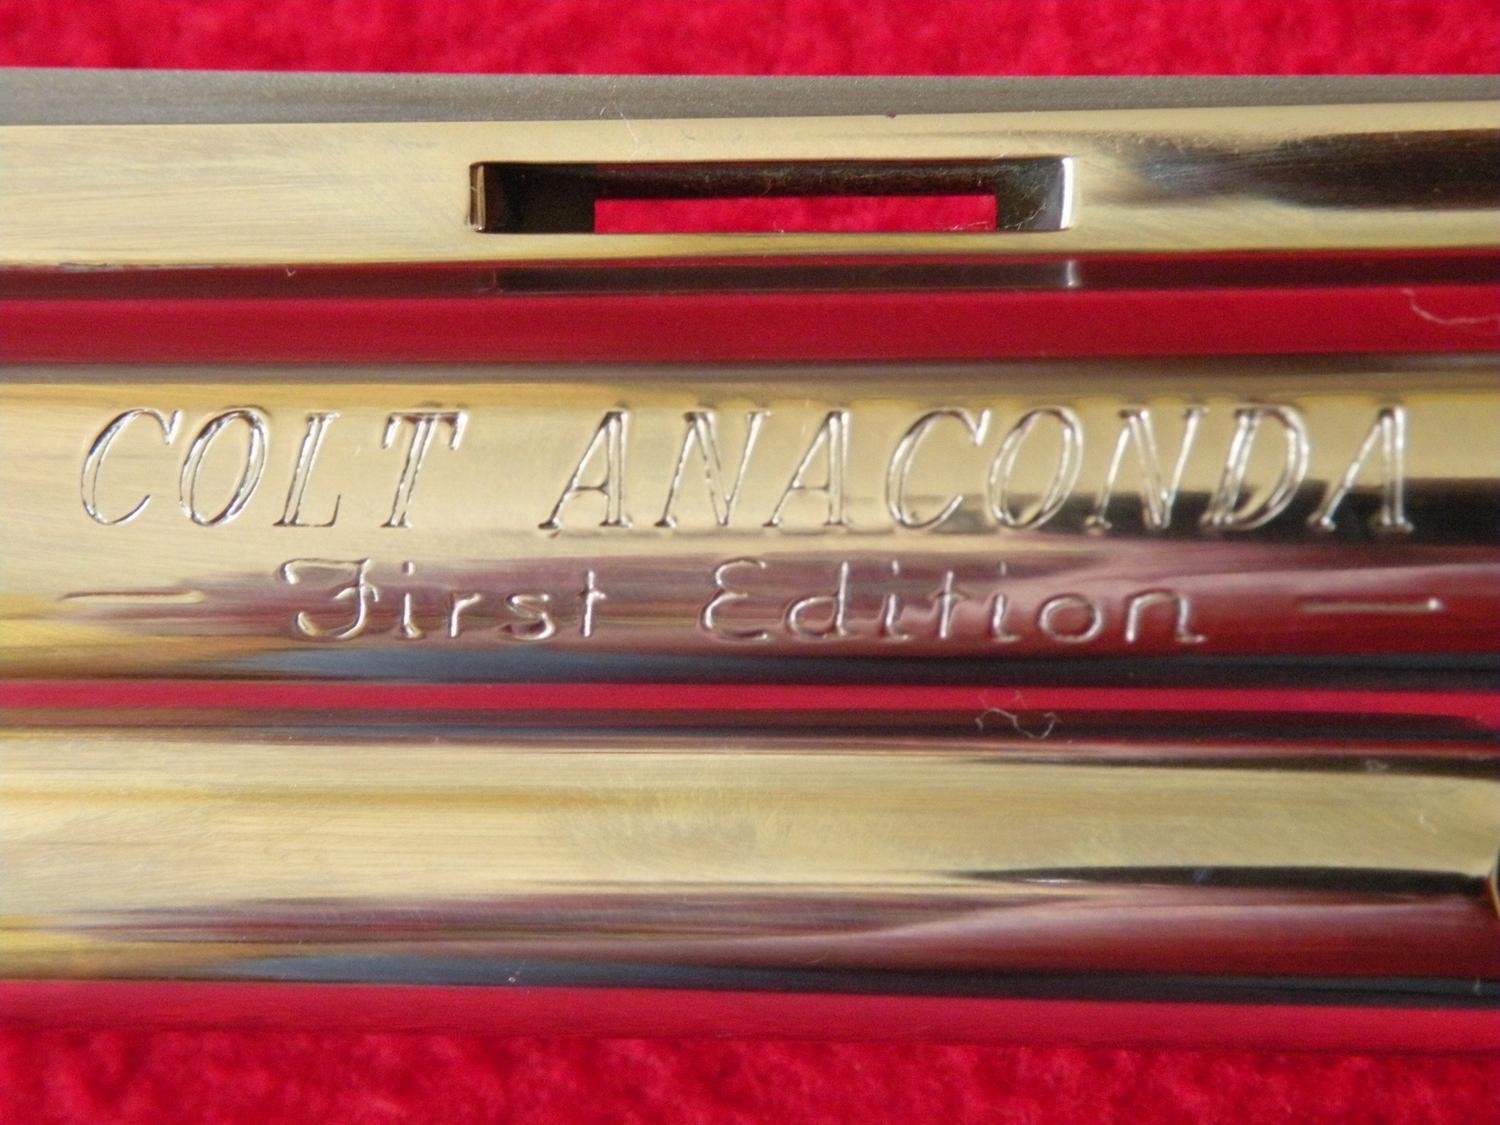 COLT ANACONDA
— First Edition —